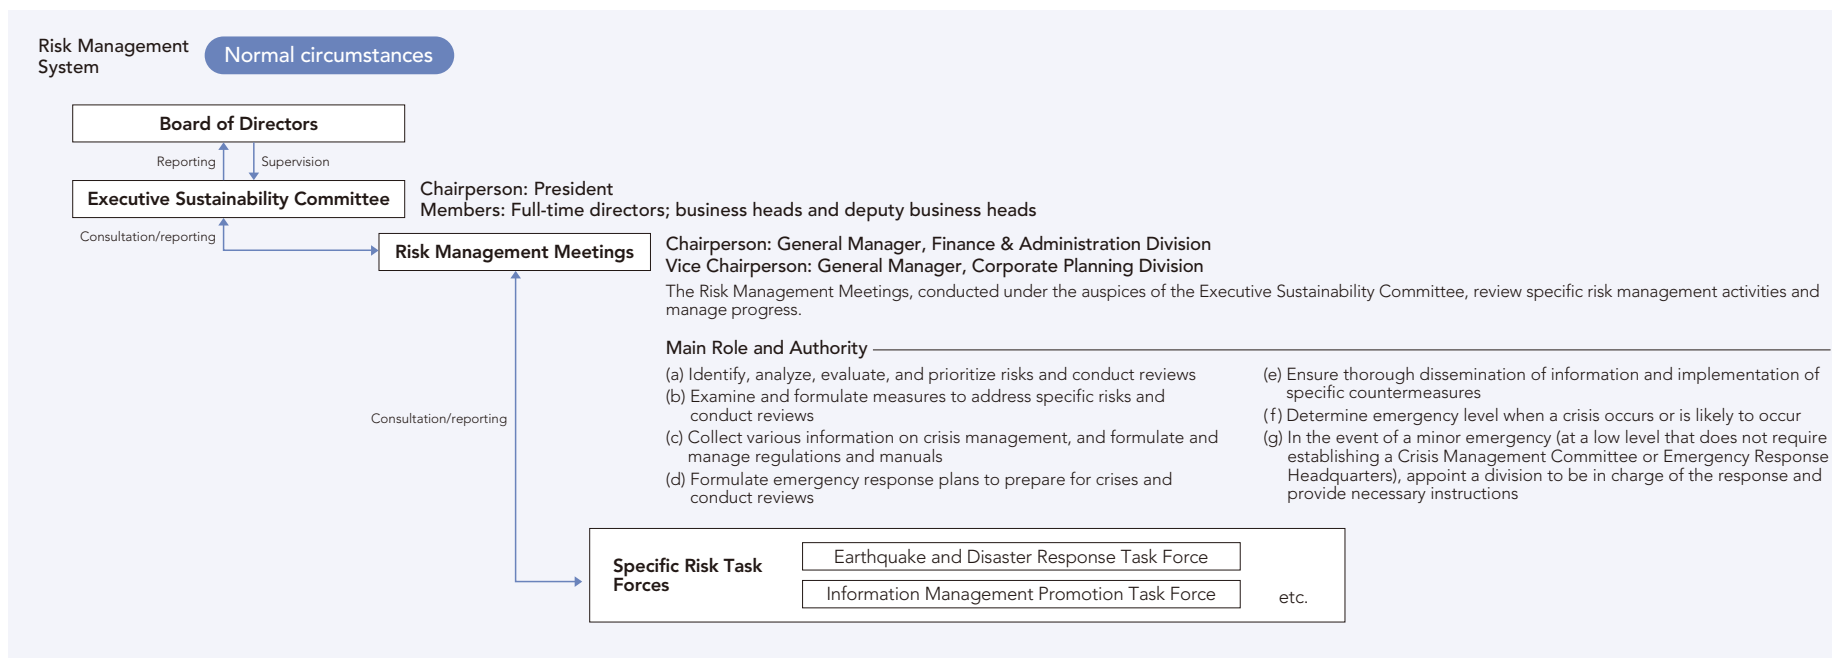 Risk Management
System
Normal circumstances
Board of Directors
Reporting
Supervision
Executive Sustainability Committee
Chairperson: President
Members: Full-time directors; business heads and deputy business heads
Consultation/reporting
Risk Management Meetings
Chairperson: General Manager, Finance & Administration Division
Vice Chairperson: General Manager, Corporate Planning Division
The Risk Management Meetings, conducted under the auspices of the Executive Sustainability Committee, review specific risk management activities and
manage progress.
Main Role and Authority
(a) Identify, analyze, evaluate, and prioritize risks and conduct reviews
(b) Examine and formulate measures to address specific risks and
conduct reviews
(c) Collect various information on crisis management, and formulate and
manage regulations and manuals
(d) Formulate emergency response plans to prepare for crises and
conduct reviews
(e) Ensure thorough dissemination of information and implementation of
specific countermeasures
(f) Determine emergency level when a crisis occurs or is likely to occur
(g) In the event of a minor emergency (at a low level that does not require
establishing a Crisis Management Committee or Emergency Response
Headquarters), appoint a division to be in charge of the response and
provide necessary instructions
Consultation/reporting
Specific Risk Task
Forces
Earthquake and Disaster Response Task Force
Information Management Promotion Task Force
etc.